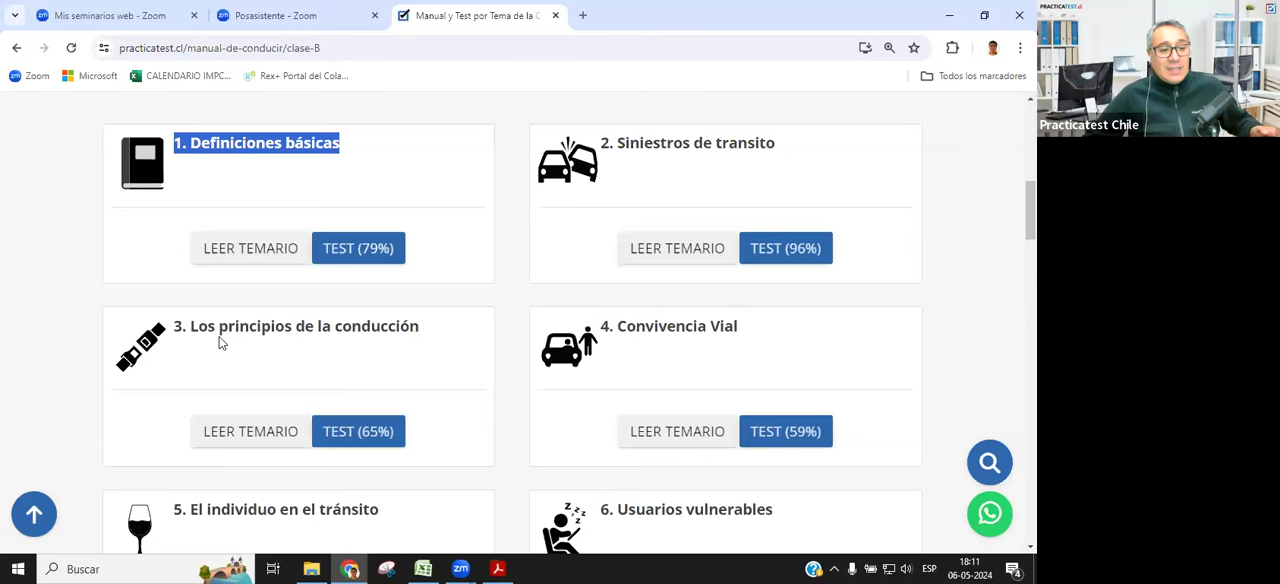 Mis seminarios web - Zoom
Posasistente - Zoom
Manual y Test por Tema de la C
practicatest.cl/manual-de-conducir/clase-B
Zoom
Microsoft
CALENDARIO IMPC...
Rex+ Portal del Cola...
Todos los marcadores
1. Definiciones básicas
LEER TEMARIO
TEST (79%)
2. Siniestros de transito
LEER TEMARIO
TEST (96%)
3. Los principios de la conducción
LEER TEMARIO
TEST (65%)
4. Convivencia Vial
LEER TEMARIO
TEST (59%)
5. El individuo en el tránsito
6. Usuarios vulnerables
Buscar
ESP
18:11
06-05-2024
4
PRACTICATEST.cl
Practicatest Chile